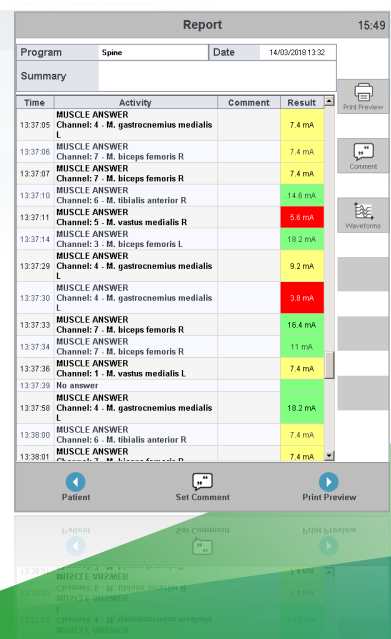 Report 15:49
Program Spine Date 14/03/2018 13:32
Summary
Time Activity Comment Result
Print Preview
13:37:05 MUSCLE ANSWER
Channel: 4 - M. gastrocnemius medialis
L
7.4 mA
13:37:06 MUSCLE ANSWER
Channel: 7 - M. biceps femoris R
7.4 mA
13:37:07 MUSCLE ANSWER
Channel: 7 - M. biceps femoris R
7.4 mA
Comment
13:37:10 MUSCLE ANSWER
Channel: 6 - M. tibialis anterior R
14.6 mA
13:37:11 MUSCLE ANSWER
Channel: 5 - M. vastus medialis R
5.6 mA
Waveforms
13:37:14 MUSCLE ANSWER
Channel: 3 - M. biceps femoris L
18.2 mA
13:37:29 MUSCLE ANSWER
Channel: 4 - M. gastrocnemius medialis
L
9.2 mA
13:37:30 MUSCLE ANSWER
Channel: 4 - M. gastrocnemius medialis
L
3.8 mA
13:37:33 MUSCLE ANSWER
Channel: 7 - M. biceps femoris R
16.4 mA
13:37:34 MUSCLE ANSWER
Channel: 7 - M. biceps femoris R
11 mA
13:37:36 MUSCLE ANSWER
Channel: 1 - M. vastus medialis L
7.4 mA
13:37:39 No answer
13:37:58 MUSCLE ANSWER
Channel: 4 - M. gastrocnemius medialis
L
18.2 mA
13:38:00 MUSCLE ANSWER
Channel: 6 - M. tibialis anterior R
7.4 mA
13:38:01 MUSCLE ANSWER
Channel: 7 - M. biceps femoris R
7.4 mA
Patient Set Comment Print Preview